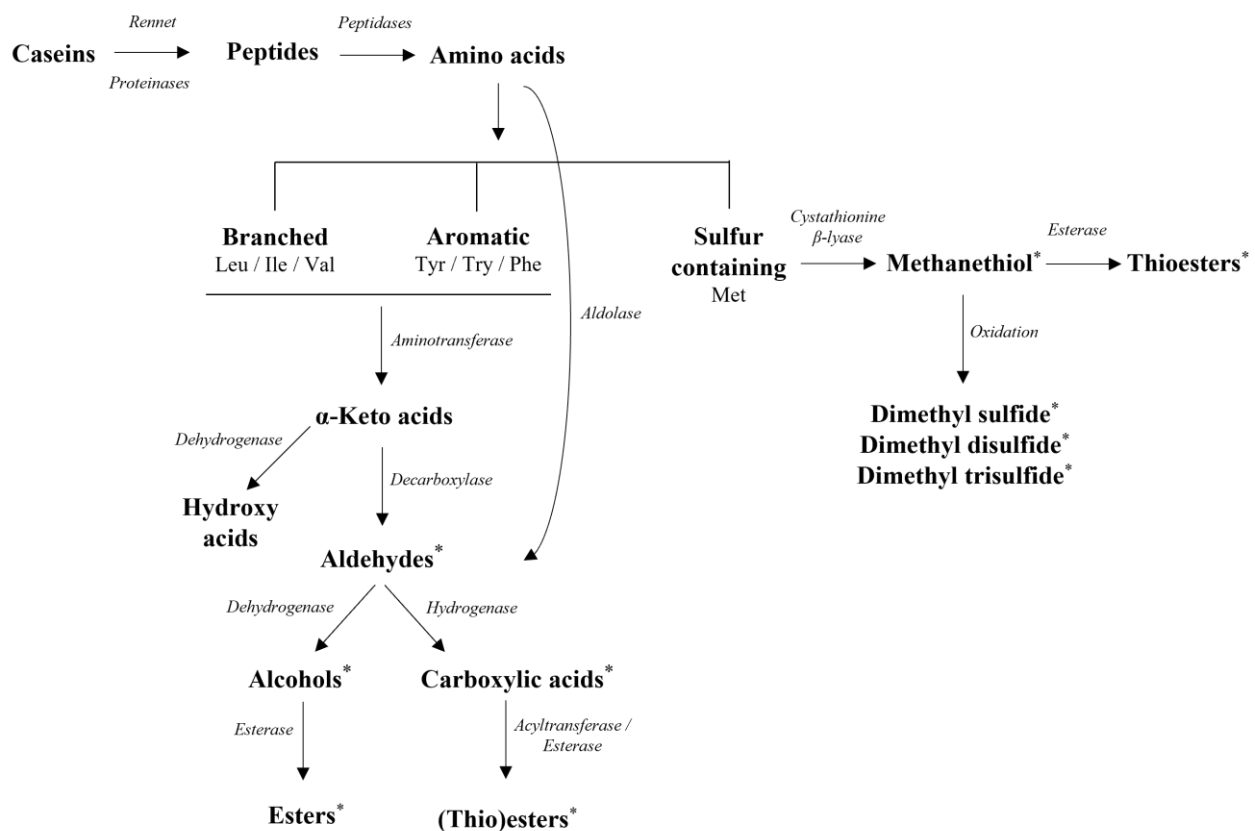 Rennet
Peptidases
Caseins
Peptides
Amino acids
Proteinases
Branched
Leu / Ile / Val
Aromatic
Tyr / Try / Phe
Sulfur
containing
Met
Cystathionine
β-lyase
Methanethiol*
Esterase
Thioesters*
Aldolase
Oxidation
Aminotransferase
Dimethyl sulfide*
Dimethyl disulfide*
Dimethyl trisulfide*
α-Keto acids
Dehydrogenase
Decarboxylase
Hydroxy
acids
Aldehydes*
Dehydrogenase
Hydrogenase
Alcohols*
Carboxylic acids*
Esterase
Acyltransferase /
Esterase
Esters*
(Thio)esters*